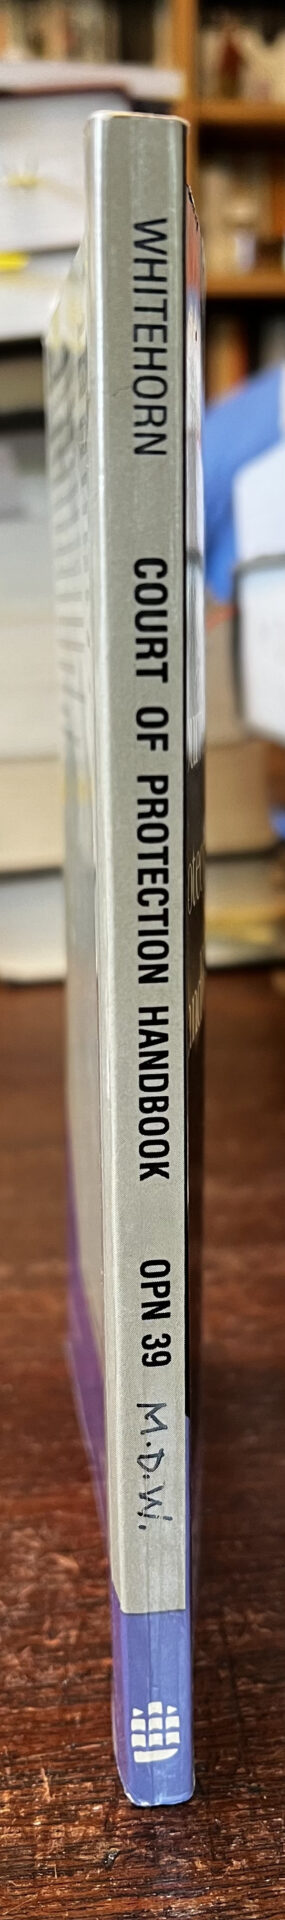 WHITEHORN COURT OF PROTECTION HANDBOOK OPN 39 M.D.W.